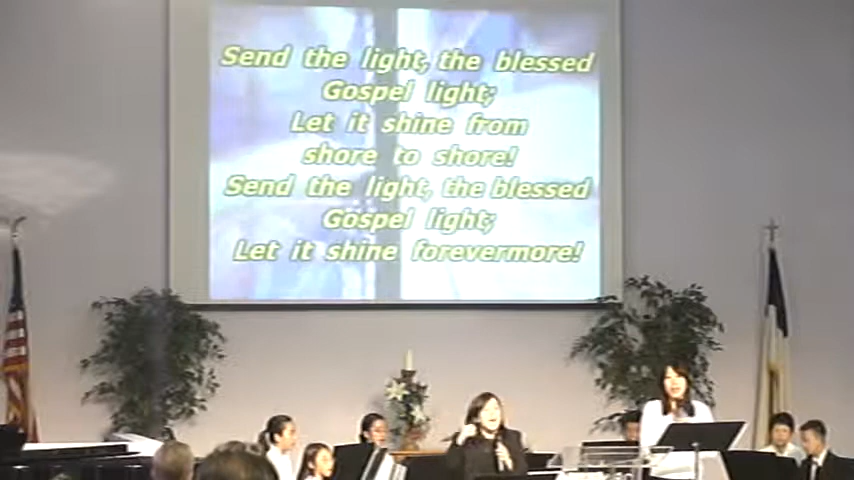 Send the light, the blessed
Gospel light;
Let it shine from
shore to shore!
Send the light, the blessed
Gospel light;
Let it shine forevermore!